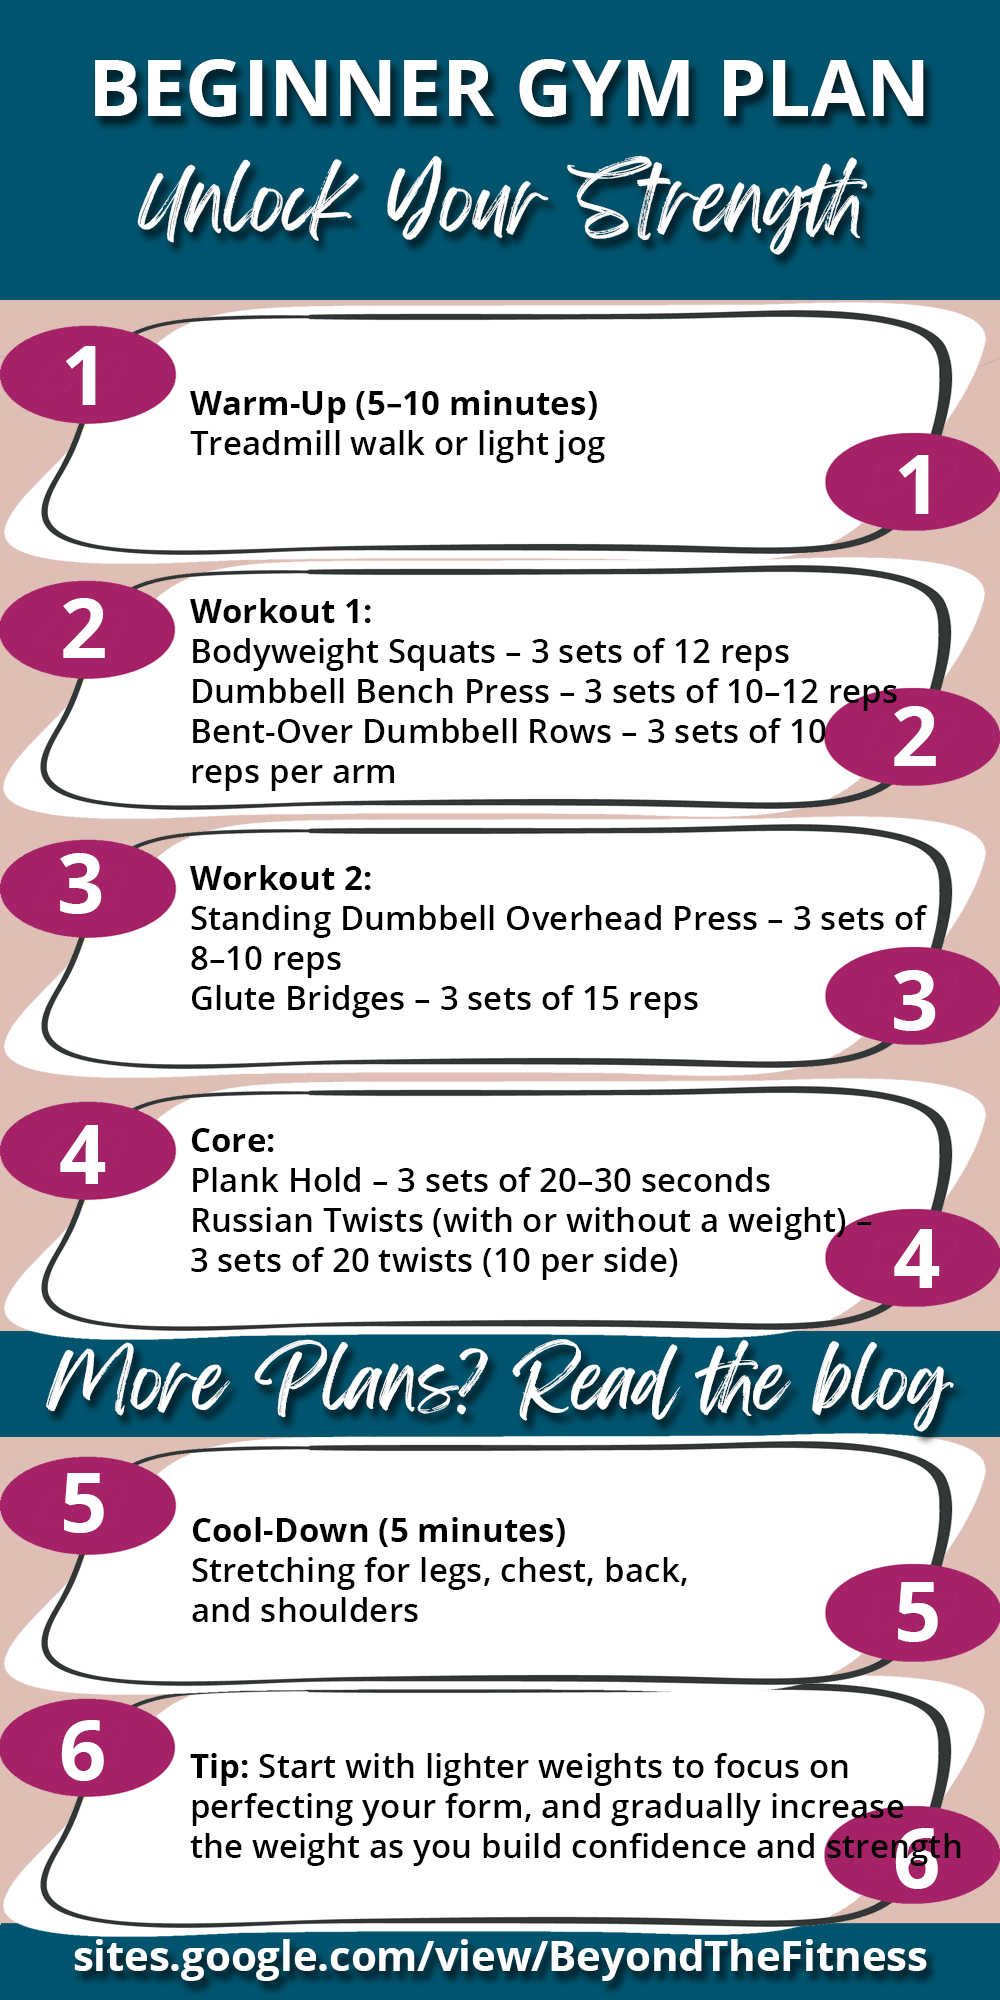 BEGINNER GYM PLAN
Unlock Your Strength
1
Warm-Up (5–10 minutes)
Treadmill walk or light jog
1
2
Workout 1:
Bodyweight Squats – 3 sets of 12 reps
Dumbbell Bench Press – 3 sets of 10–12 reps
Bent-Over Dumbbell Rows – 3 sets of 10
reps per arm
2
3
Workout 2:
Standing Dumbbell Overhead Press – 3 sets of
8–10 reps
Glute Bridges – 3 sets of 15 reps
3
4
Core:
Plank Hold – 3 sets of 20–30 seconds
Russian Twists (with or without a weight) –
3 sets of 20 twists (10 per side)
4
More Plans? Read the blog
5
Cool-Down (5 minutes)
Stretching for legs, chest, back,
and shoulders
5
6
Tip: Start with lighter weights to focus on
perfecting your form, and gradually increase
the weight as you build confidence and strength
6
sites.google.com/view/BeyondTheFitness